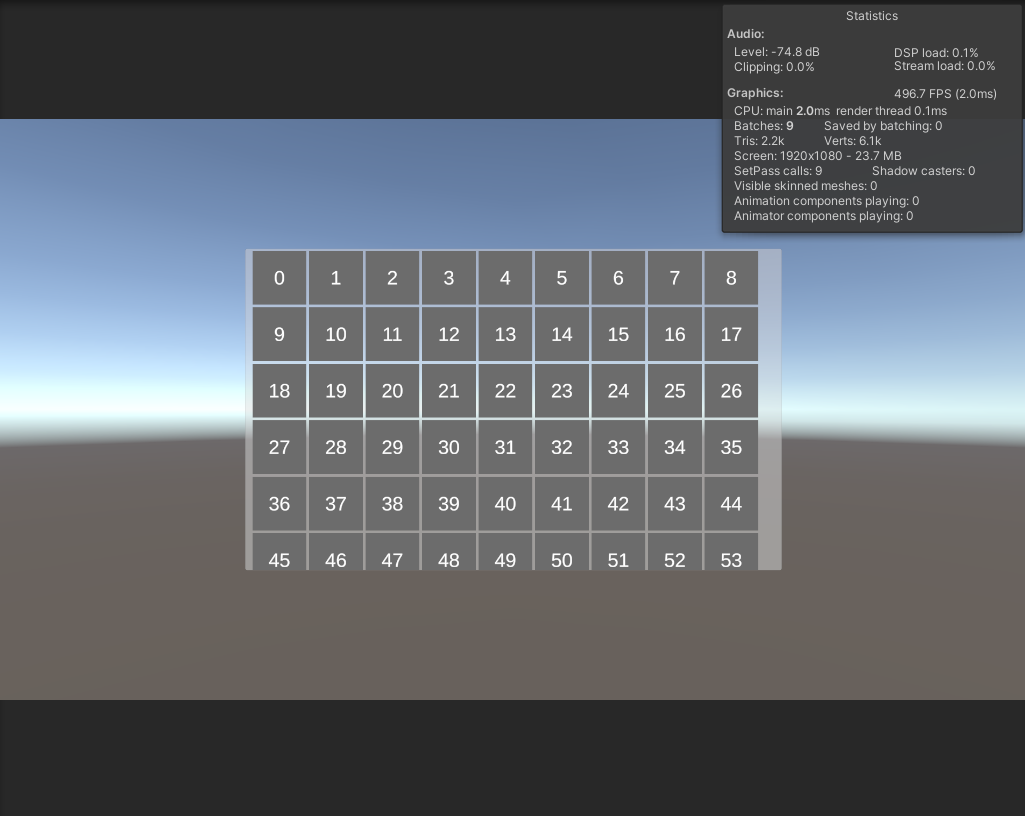 Statistics
Audio:
Level: -74.8 dB DSP load: 0.1%
Clipping: 0.0% Stream load: 0.0%
Graphics: 496.7 FPS (2.0ms)
CPU: main 2.0ms render thread 0.1ms
Batches: 9 Saved by batching: 0
Tris: 2.2k Verts: 6.1k
Screen: 1920x1080 - 23.7 MB
SetPass calls: 9 Shadow casters: 0
Visible skinned meshes: 0
Animation components playing: 0
Animator components playing: 0
0 1 2 3 4 5 6 7 8
9 10 11 12 13 14 15 16 17
18 19 20 21 22 23 24 25 26
27 28 29 30 31 32 33 34 35
36 37 38 39 40 41 42 43 44
45 46 47 48 49 50 51 52 53